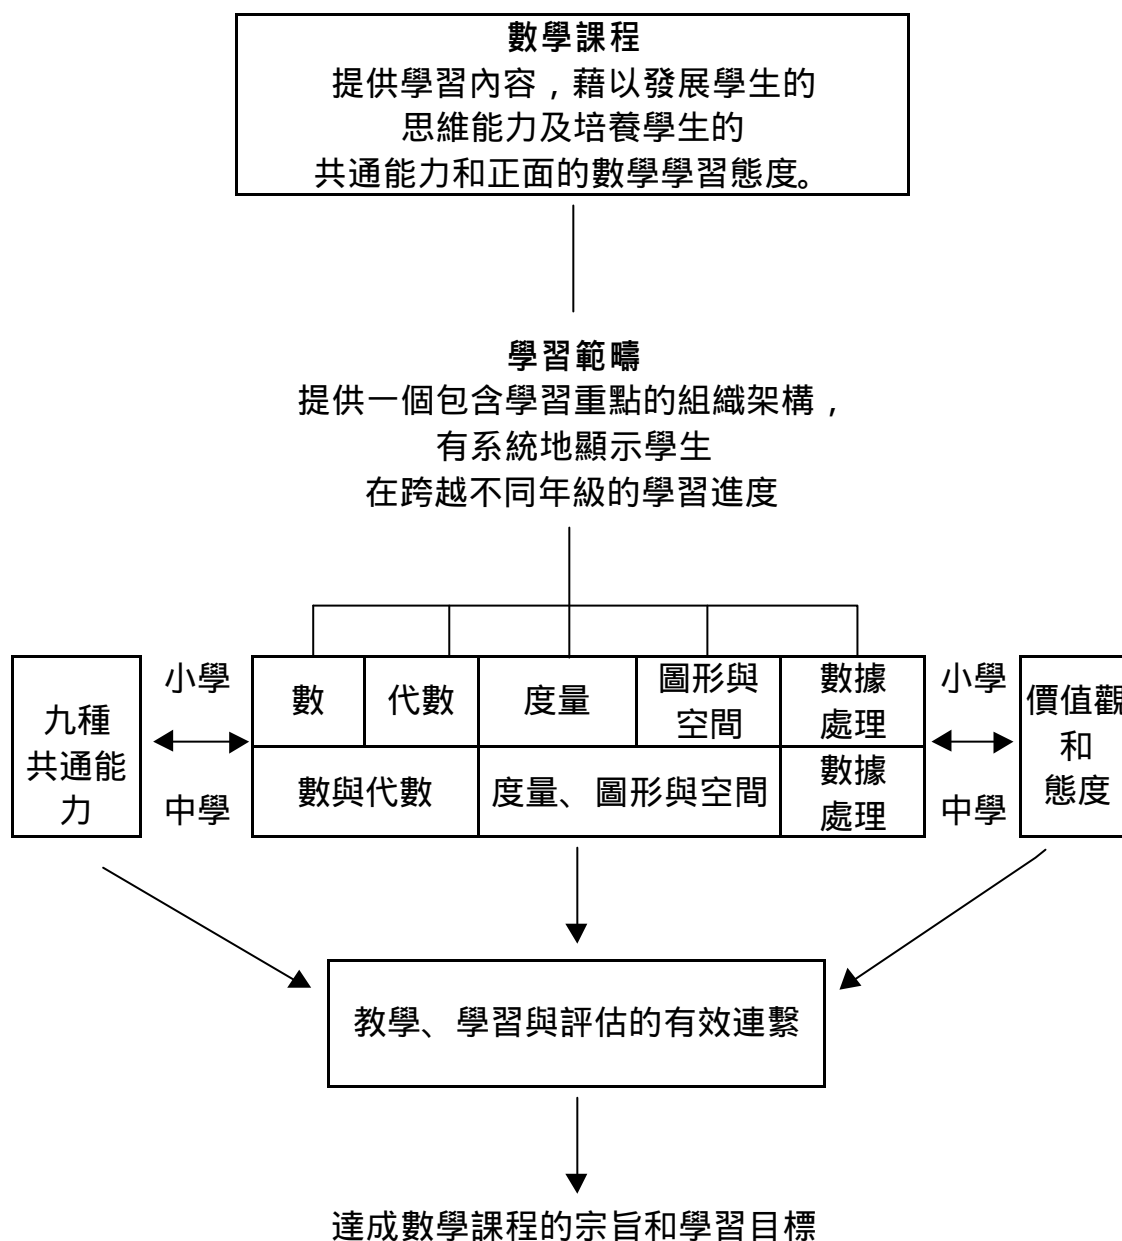 數學課程
提供學習內容，藉以發展學生的
思維能力及培養學生的
共通能力和正面的數學學習態度。
學習範疇
提供一個包含學習重點的組織架構，
有系統地顯示學生
在跨越不同年級的學習進度
九種
共通能
力
小學
中學
數
代數
度量
圖形與
空間
數據
處理
數與代數
度量、圖形與空間
數據
處理
小學
中學
價值觀
和
態度
教學、學習與評估的有效連繫
達成數學課程的宗旨和學習目標